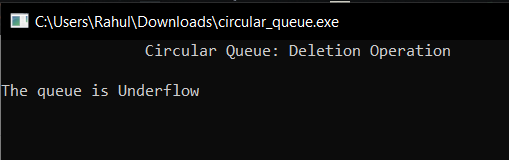 C:\Users\Rahul\Downloads\circular_queue.exe
Circular Queue: Deletion Operation
The queue is Underflow